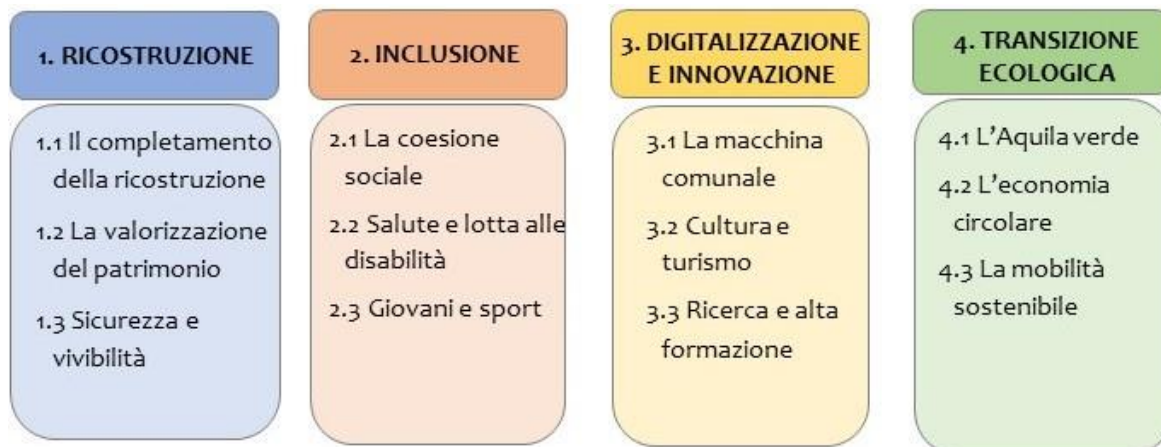 1. RICOSTRUZIONE
1.1 Il completamento
della ricostruzione
1.2 La valorizzazione
del patrimonio
1.3 Sicurezza e
vivibilità
2. INCLUSIONE
2.1 La coesione
sociale
2.2 Salute e lotta alle
disabilità
2.3 Giovani e sport
3. DIGITALIZZAZIONE
E INNOVAZIONE
3.1 La macchina
comunale
3.2 Cultura e
turismo
3.3 Ricerca e alta
formazione
4. TRANSIZIONE
ECOLOGICA
4.1 L’Aquila verde
4.2 L’economia
circolare
4.3 La mobilità
sostenibile